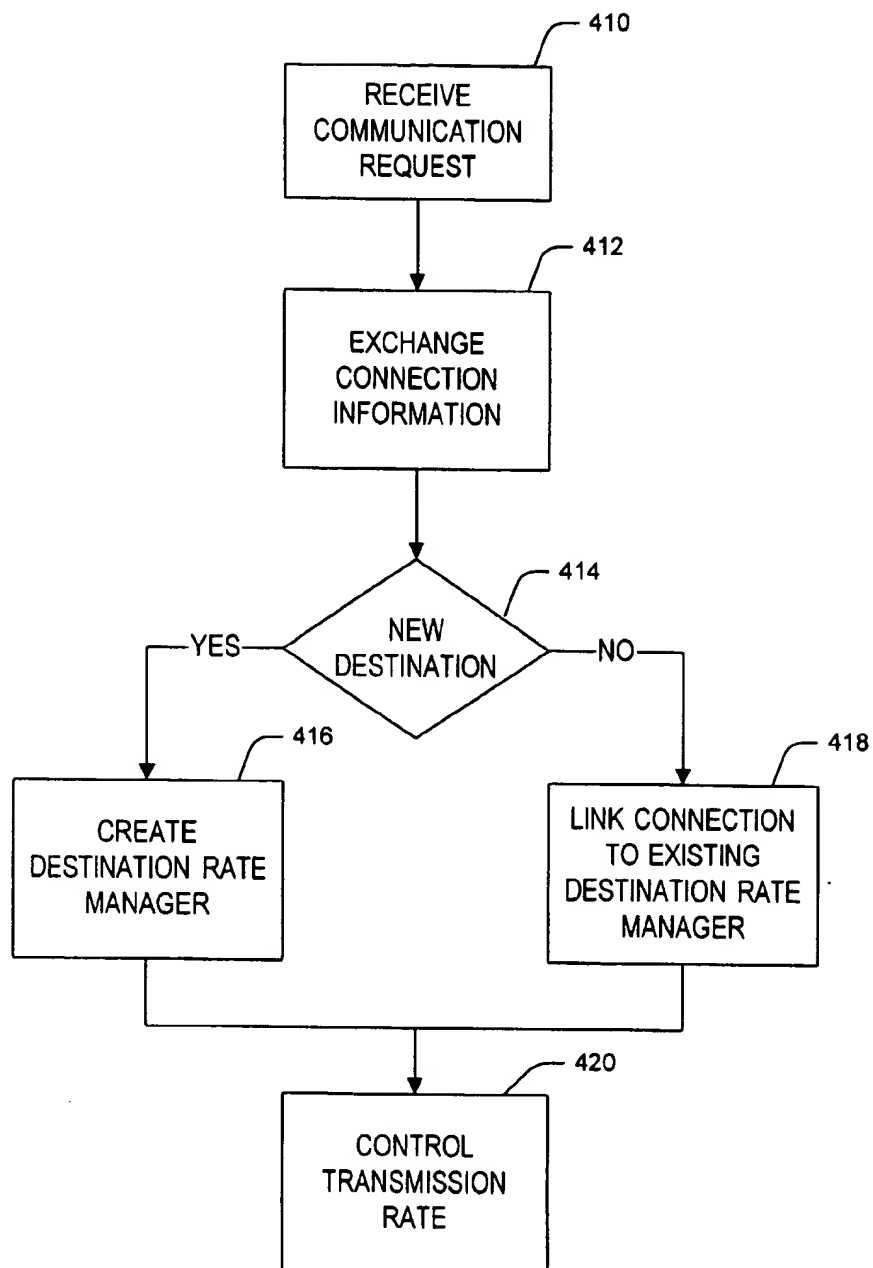 410
RECEIVE
COMMUNICATION
REQUEST
412
EXCHANGE
CONNECTION
INFORMATION
414
NEW
DESTINATION
YES
NO
416
CREATE
DESTINATION RATE
MANAGER
418
LINK CONNECTION
TO EXISTING
DESTINATION RATE
MANAGER
420
CONTROL
TRANSMISSION
RATE